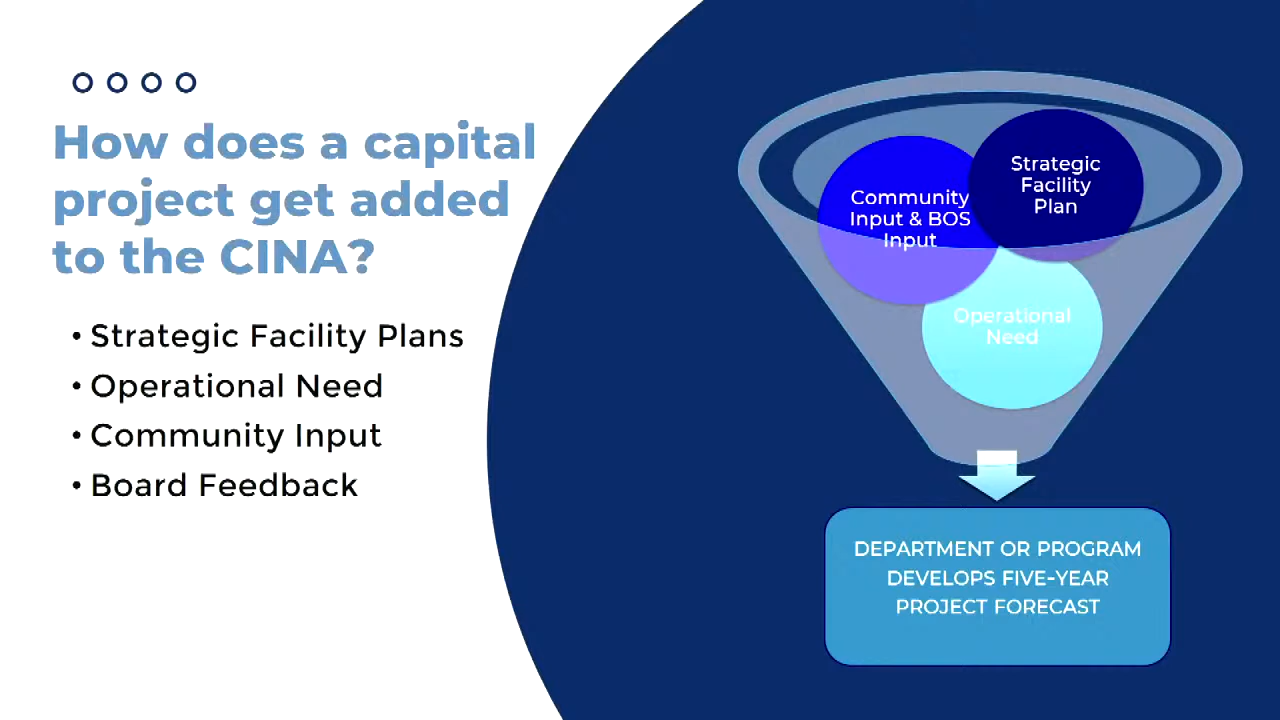 How does a capital
project get added
to the CINA?
• Strategic Facility Plans
• Operational Need
• Community Input
• Board Feedback
Strategic
Facility
Plan
Community
Input & BOS
Input
Operational
Need
DEPARTMENT OR PROGRAM
DEVELOPS FIVE-YEAR
PROJECT FORECAST